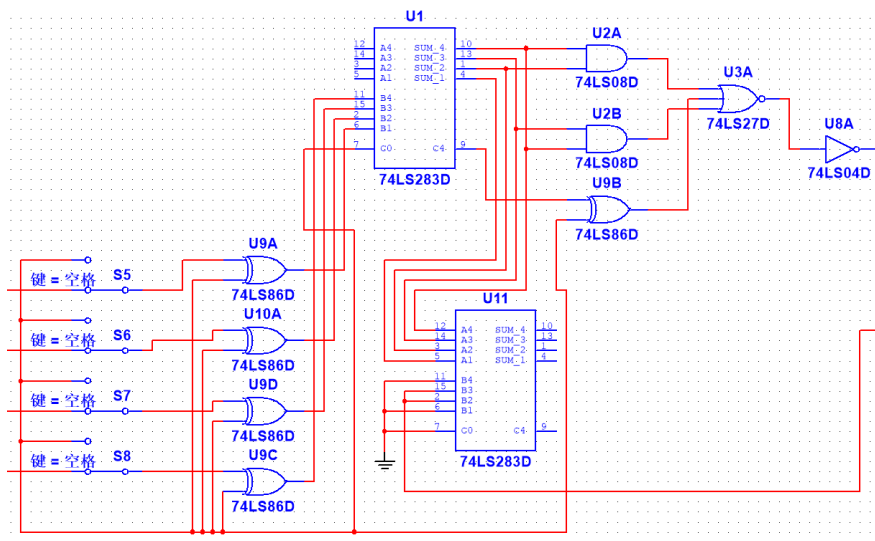 U1
12 A4 SUM_4 10
14 A3 SUM_3 13
3 A2 SUM_2 1
5 A1 SUM_1 4
11 B4
15 B3
2 B2
6 B1
7 C0 C4 9
74LS283D
U2A
74LS08D
U3A
74LS27D
U2B
74LS08D
U8A
74LS04D
U9B
74LS86D
键 = 空格 S5
键 = 空格 S6
键 = 空格 S7
键 = 空格 S8
U9A
74LS86D
U10A
74LS86D
U9D
74LS86D
U9C
74LS86D
U11
12 A4 SUM_4 10
14 A3 SUM_3 13
3 A2 SUM_2 1
5 A1 SUM_1 4
11 B4
15 B3
2 B2
6 B1
7 C0 C4 9
74LS283D